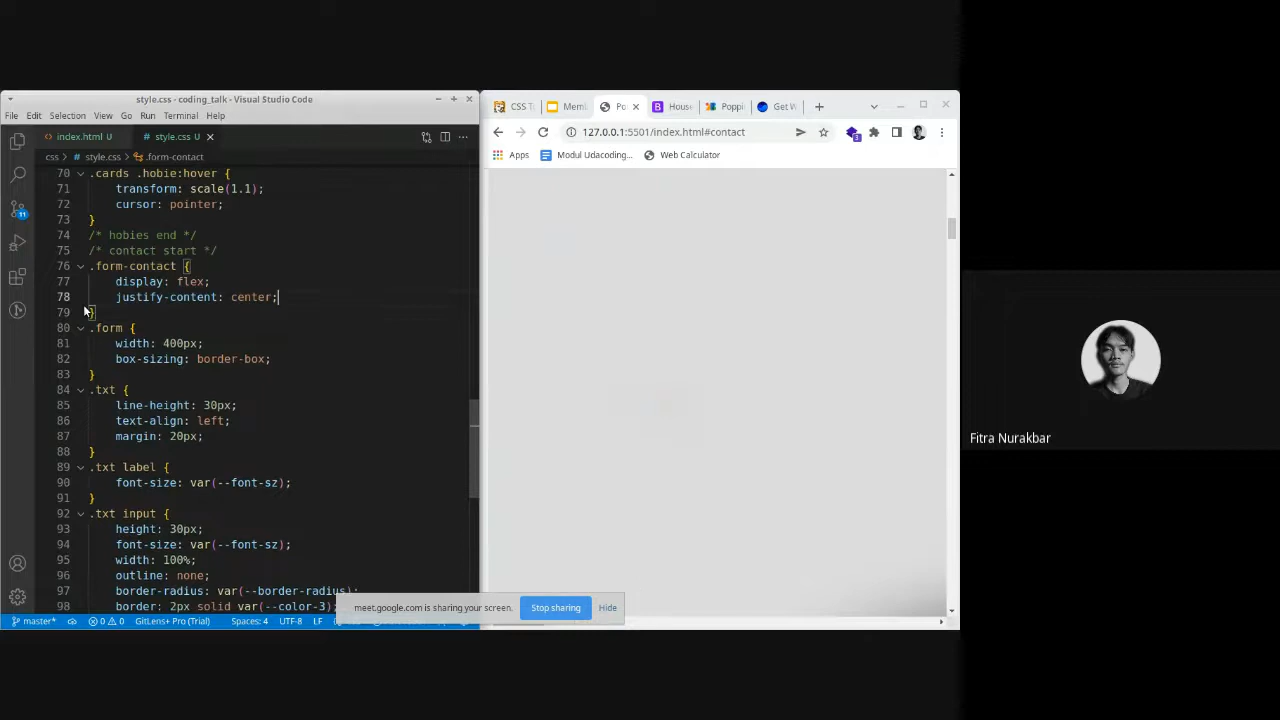 style.css - coding_talk - Visual Studio Code
File Edit Selection View Go Run Terminal Help
index.html U style.css U
css > # style.css > .form-contact
70 .cards .hobie:hover {
71 transform: scale(1.1);
72 cursor: pointer;
73 }
74 /* hobies end */
75 /* contact start */
76 .form-contact {
77 display: flex;
78 justify-content: center;
79 }
80 .form {
81 width: 400px;
82 box-sizing: border-box;
83 }
84 .txt {
85 line-height: 30px;
86 text-align: left;
87 margin: 20px;
88 }
89 .txt label {
90 font-size: var(--font-sz);
91 }
92 .txt input {
93 height: 30px;
94 font-size: var(--font-sz);
95 width: 100%;
96 outline: none;
97 border-radius: var(--border-radius);
98 border: 2px solid var(--color-3);
11
master* 0 0 GitLens+ Pro (Trial) Spaces: 4 UTF-8 LF
CSS T Memb Po House Poppi Get W
127.0.0.1:5501/index.html#contact
3
Apps Modul Udacoding... Web Calculator
meet.google.com is sharing your screen. Stop sharing Hide
Fitra Nurakbar